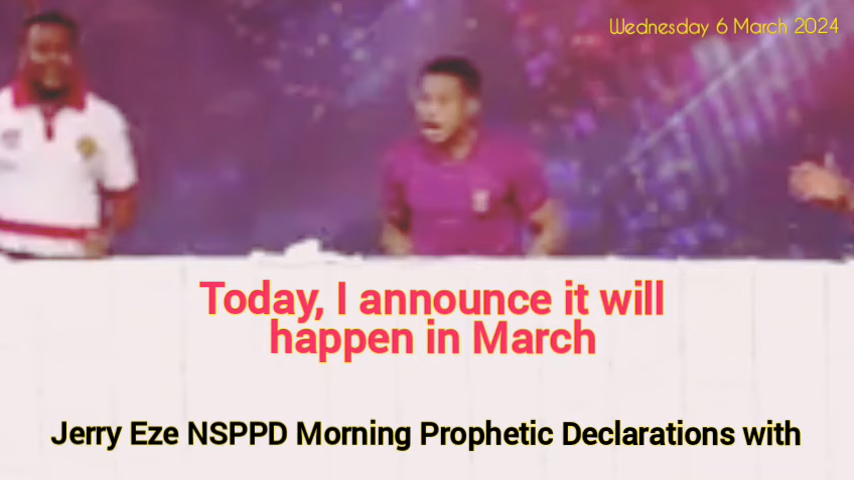 Wednesday 6 March 2024
Today, I announce it will
happen in March
Jerry Eze NSPPD Morning Prophetic Declarations with